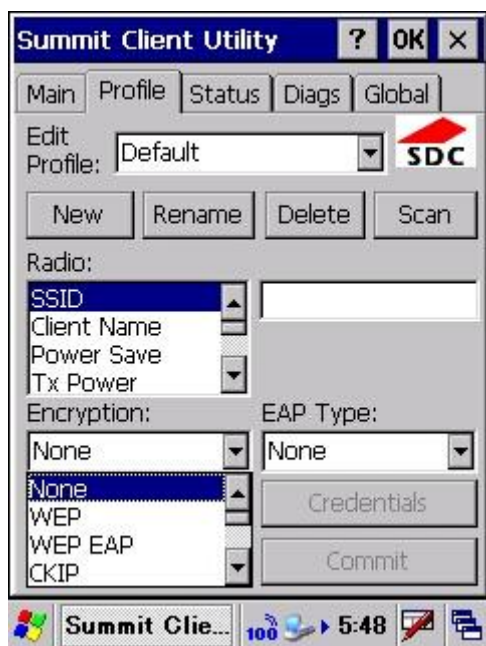 Summit Client Utility ? OK ×
Main Profile Status Diags Global
Edit Profile: Default
SDC
New Rename Delete Scan
Radio:
SSID
Client Name
Power Save
Tx Power
Encryption: EAP Type:
None None
None
WEP
WEP EAP
CKIP
Credentials
Commit
Summit Clie... 100 5:48